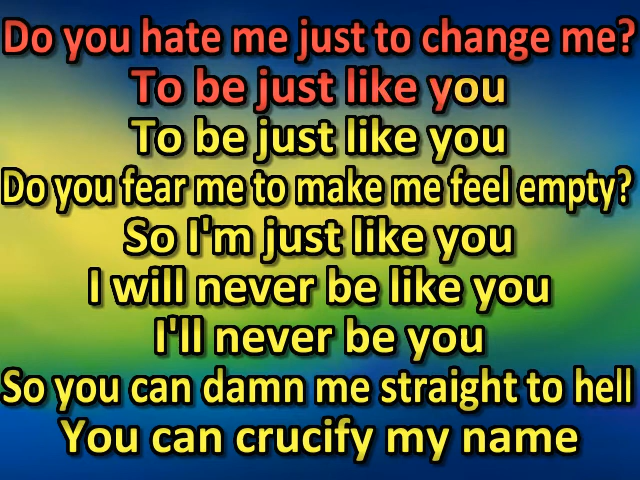 Do you hate me just to change me?
To be just like you
To be just like you
Do you fear me to make me feel empty?
So I'm just like you
I will never be like you
I'll never be you
So you can damn me straight to hell
You can crucify my name